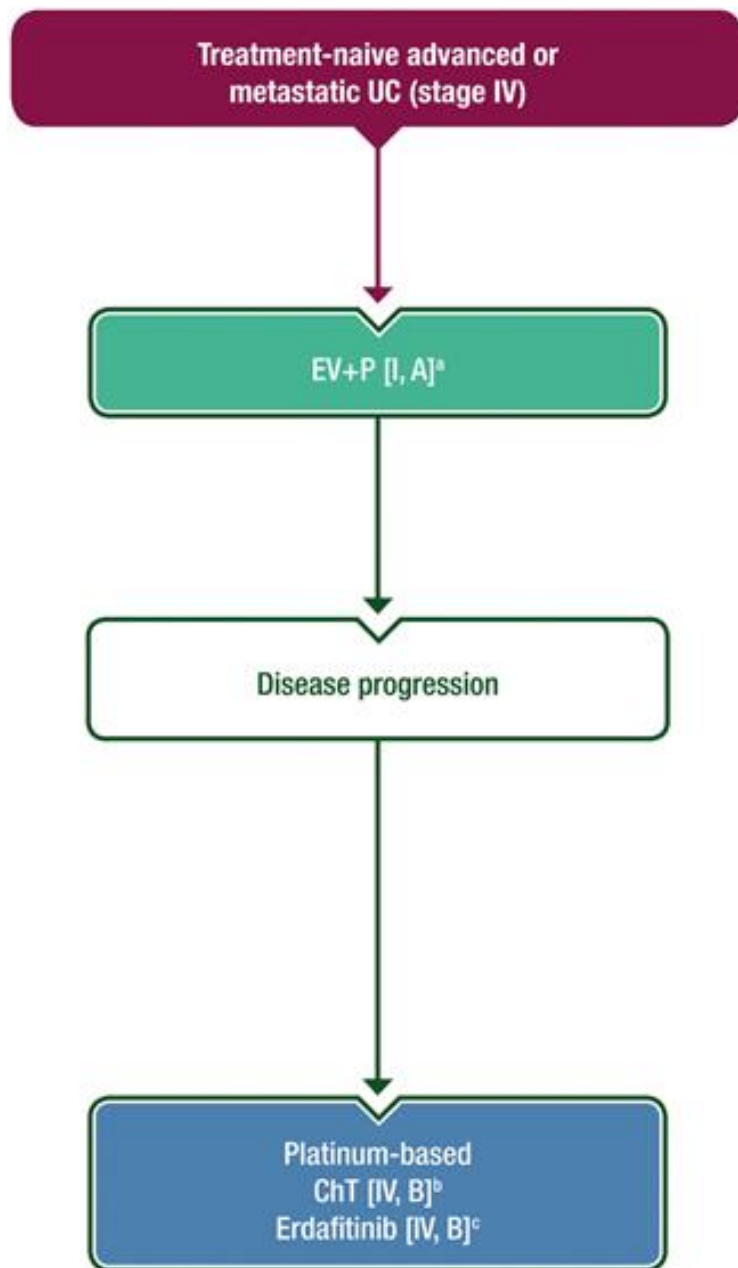 Treatment-naive advanced or
metastatic UC (stage IV)
EV+P [I, A]ᵃ
Disease progression
Platinum-based
ChT [IV, B]ᵇ
Erdafitinib [IV, B]ᶜ